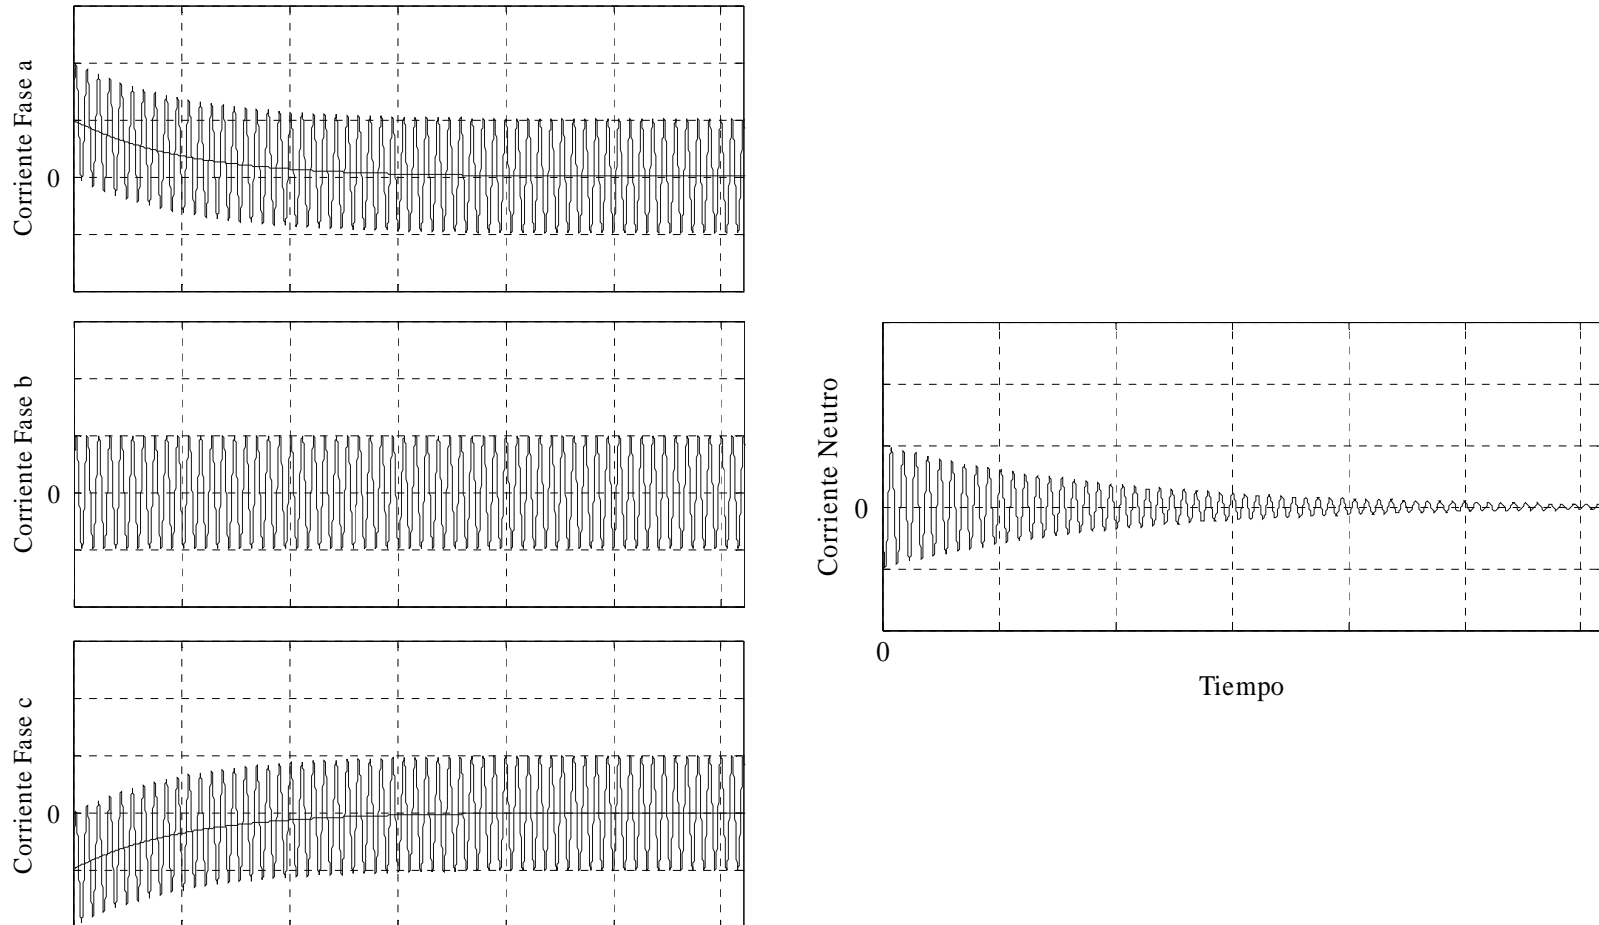 Corriente Fase a
0
Corriente Fase b
0
Corriente Fase c
0
Corriente Neutro
0
0
Tiempo